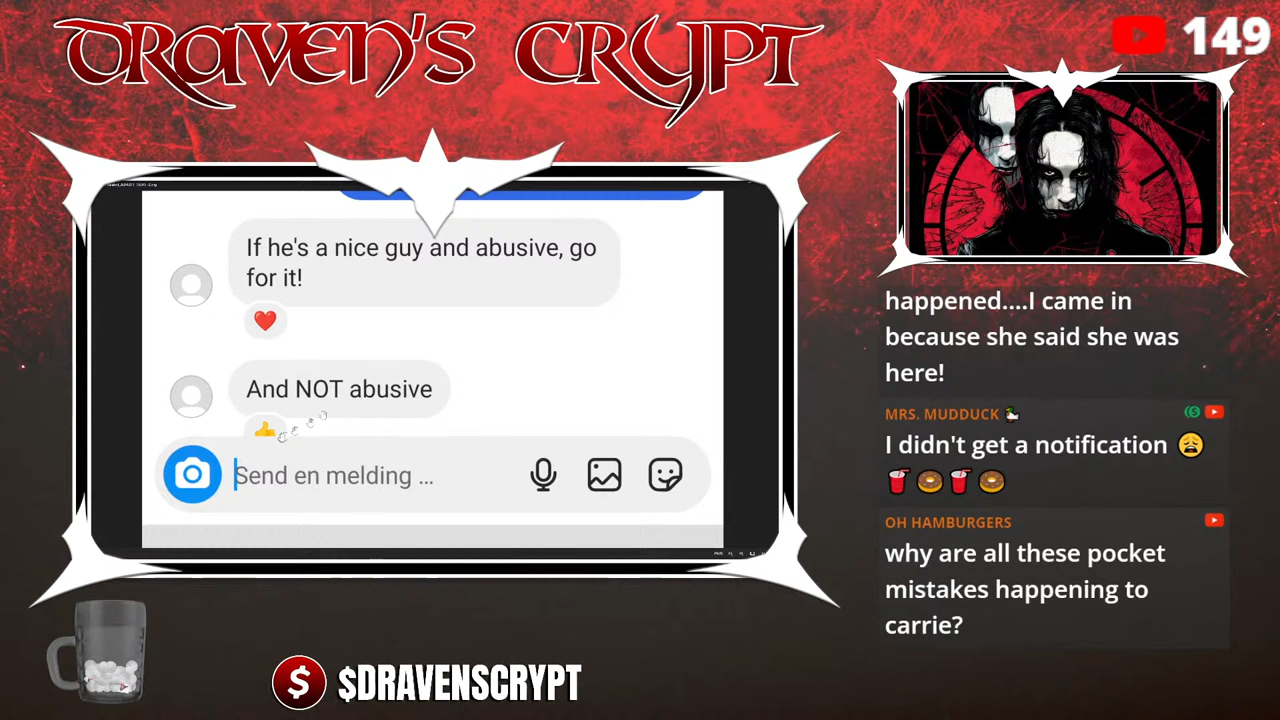 DRAVEN'S CRYPT
149
If he's a nice guy and abusive, go
for it!
And NOT abusive
Send en melding ...
happened....I came in
because she said she was
here!
MRS. MUDDUCK
I didn't get a notification
OH HAMBURGERS
why are all these pocket
mistakes happening to
carrie?
$ $DRAVENSCRYPT